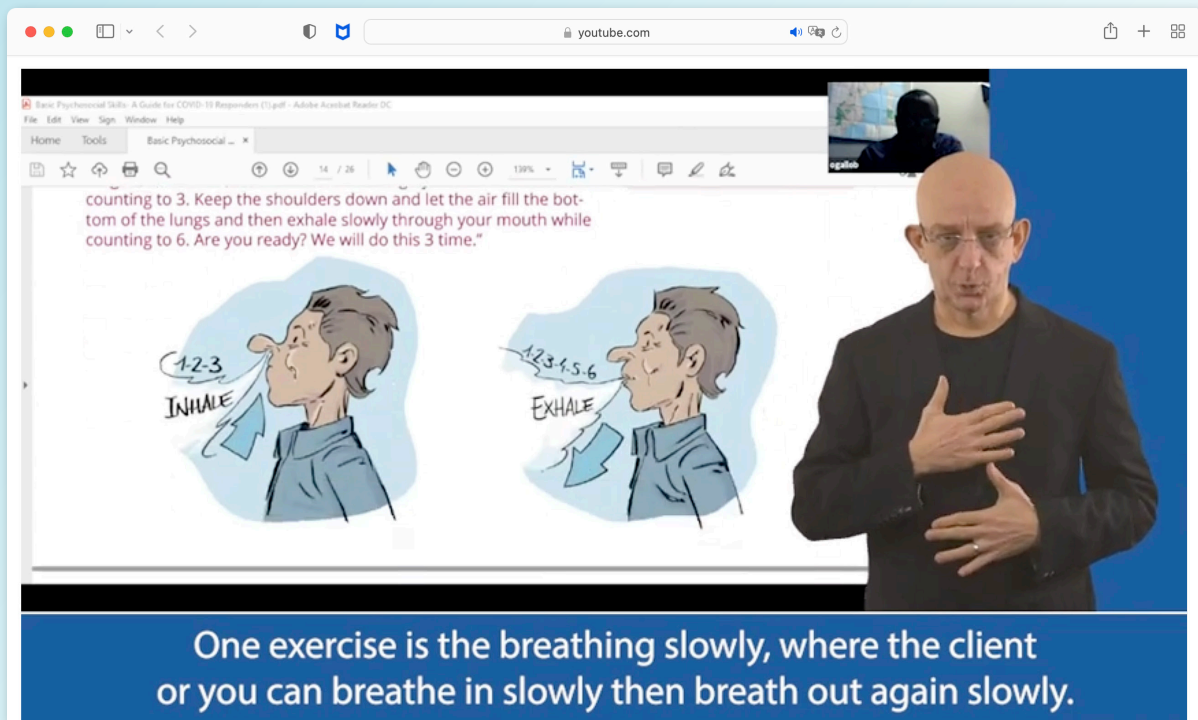 youtube.com
Basic Psychosocial Skills- A Guide for COVID-19 Responders (1).pdf - Adobe Acrobat Reader DC
File Edit View Sign Window Help
Home Tools Basic Psychosocial ... ×
14 / 26 139%
ogallob
counting to 3. Keep the shoulders down and let the air fill the bot-
tom of the lungs and then exhale slowly through your mouth while
counting to 6. Are you ready? We will do this 3 time.”
1-2-3
INHALE
1-2-3-4-5-6
EXHALE
One exercise is the breathing slowly, where the client
or you can breathe in slowly then breath out again slowly.